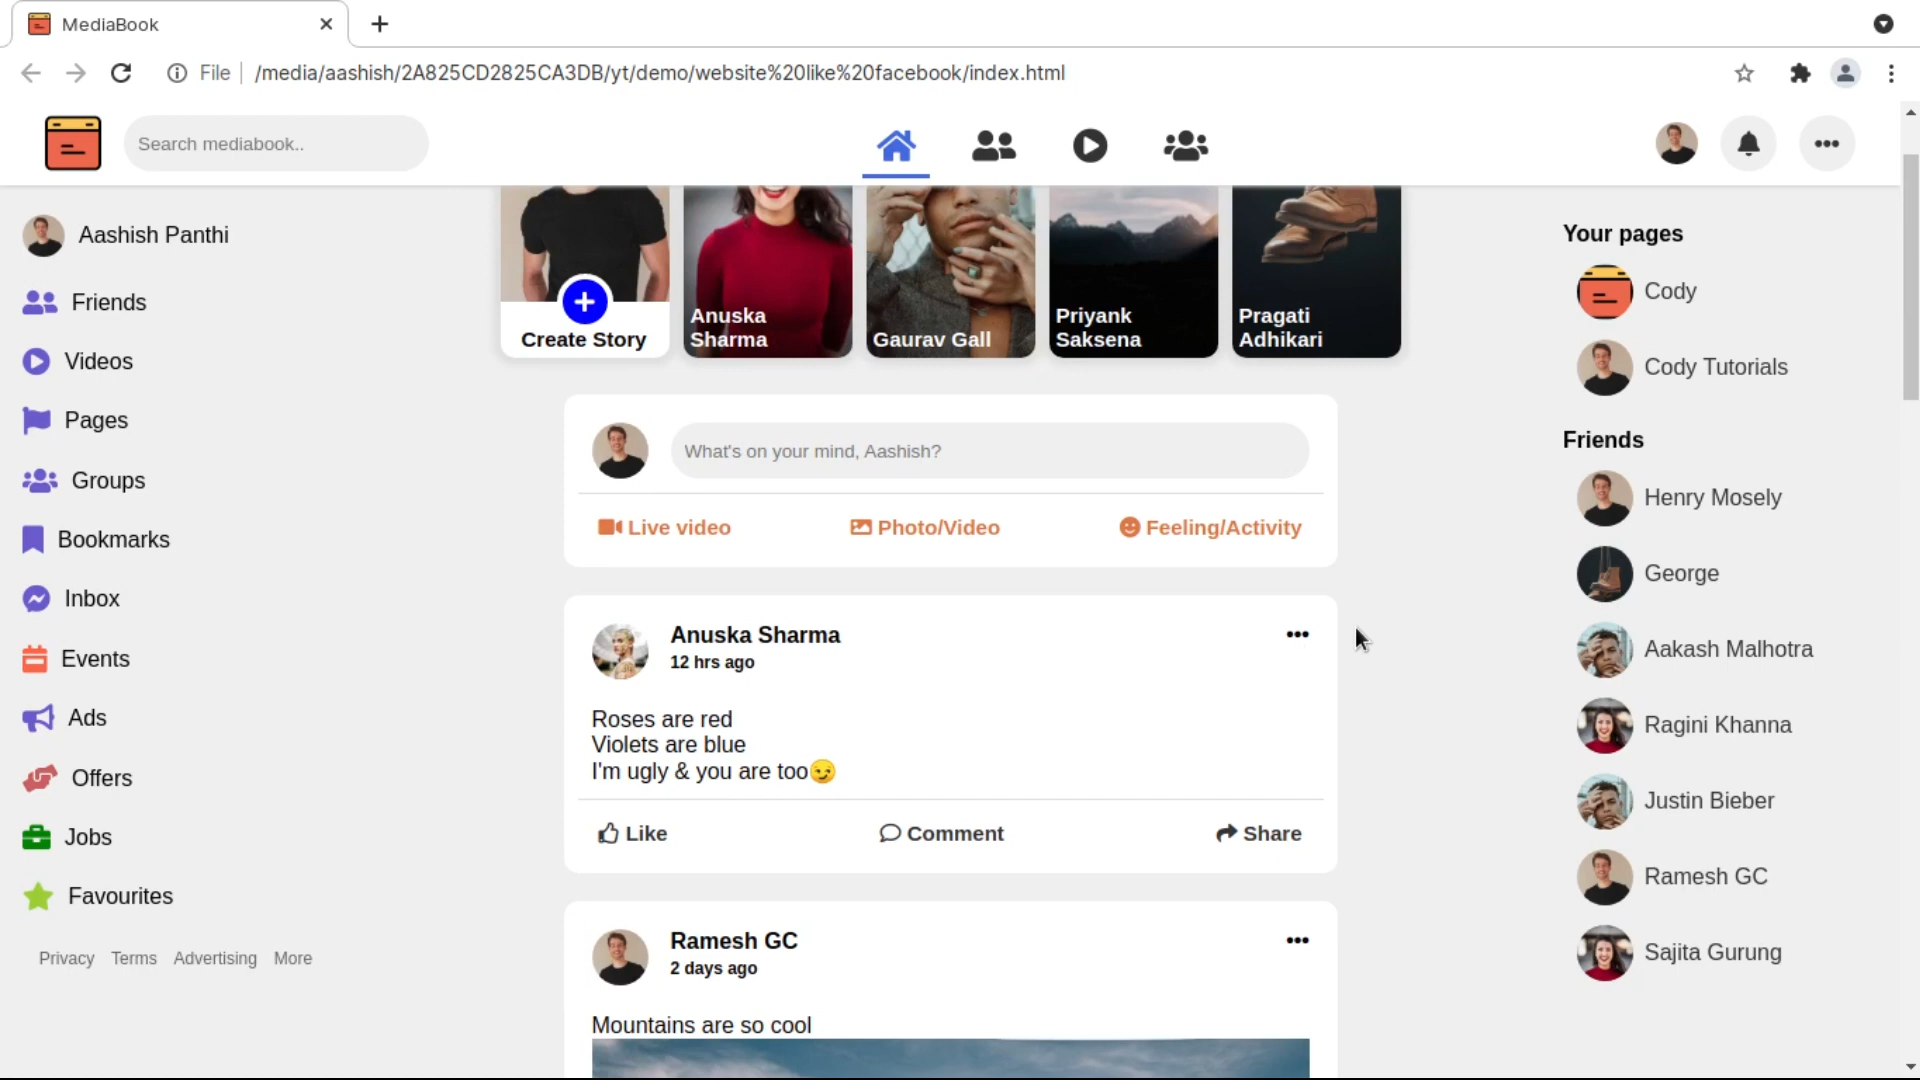 MediaBook
File
/media/aashish/2A825CD2825CA3DB/yt/demo/website%20like%20facebook/index.html
Search mediabook..
Aashish Panthi
Friends
Videos
Pages
Groups
Bookmarks
Inbox
Events
Ads
Offers
Jobs
Favourites
Privacy Terms Advertising More
Create Story
Anuska
Sharma
Gaurav Gall
Priyank
Saksena
Pragati
Adhikari
What's on your mind, Aashish?
Live video Photo/Video Feeling/Activity
Anuska Sharma
12 hrs ago
Roses are red
Violets are blue
I'm ugly & you are too😏
Like Comment Share
Ramesh GC
2 days ago
Mountains are so cool
Your pages
Cody
Cody Tutorials
Friends
Henry Mosely
George
Aakash Malhotra
Ragini Khanna
Justin Bieber
Ramesh GC
Sajita Gurung